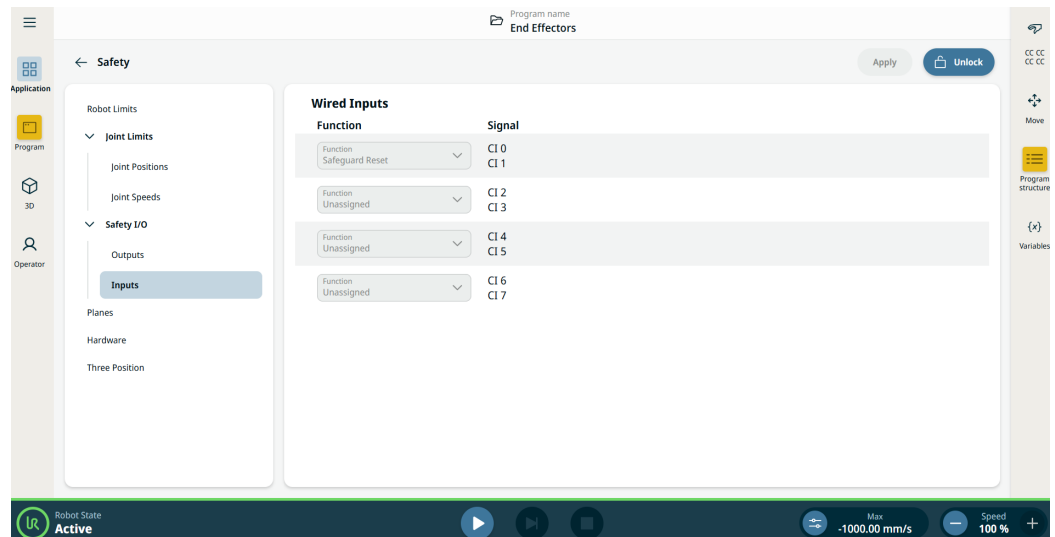 Program name
End Effectors
Application
Program
3D
Operator
Safety
Apply
Unlock
Robot Limits
Joint Limits
Joint Positions
Joint Speeds
Safety I/O
Outputs
Inputs
Planes
Hardware
Three Position
Wired Inputs
Function Signal
Function
Safeguard Reset
CI 0
CI 1
Function
Unassigned
CI 2
CI 3
Function
Unassigned
CI 4
CI 5
Function
Unassigned
CI 6
CI 7
CC CC
CC CC
Move
Program
structure
{x}
Variables
UR
Robot State
Active
Max
-1000.00 mm/s
Speed
100 %